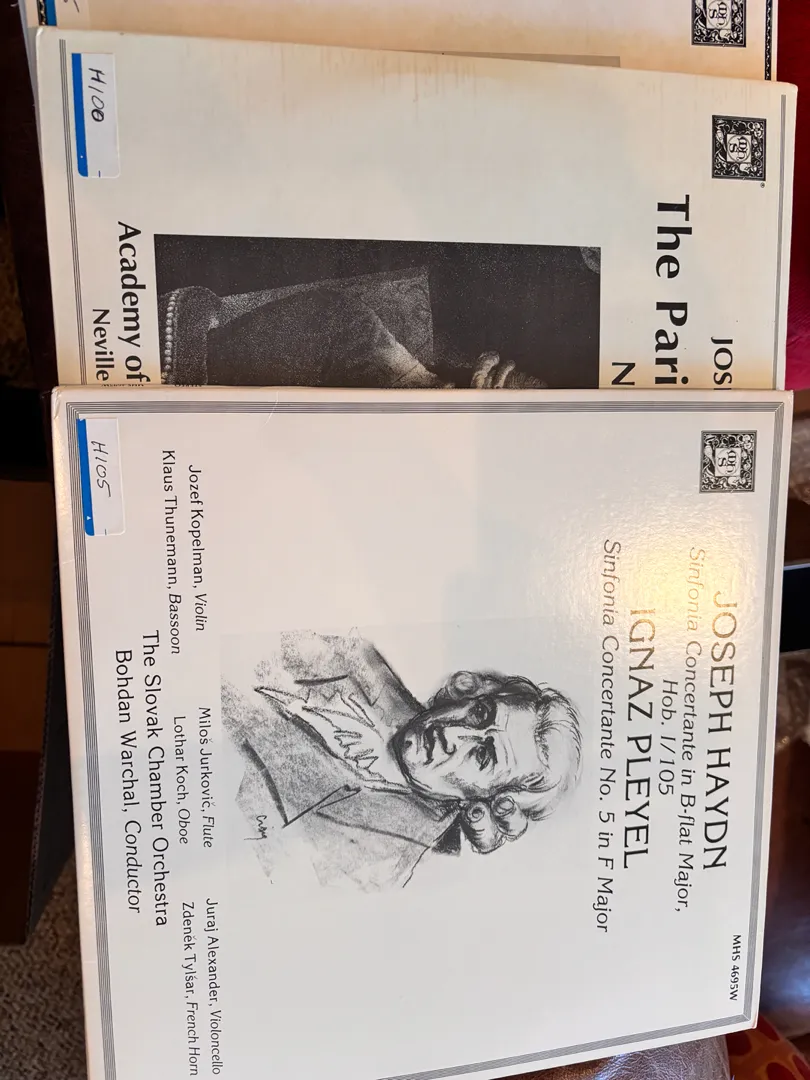 H100
JOS
The Pari
N
Academy of
Neville
H105
MHS 4695W
JOSEPH HAYDN
Sinfonia Concertante in B-flat Major,
Hob. I/105
IGNAZ PLEYEL
Sinfonia Concertante No. 5 in F Major
Jozef Kopelman, Violin
Miloš Jurkovič, Flute
Juraj Alexander, Violoncello
Klaus Thunemann, Bassoon
Lothar Koch, Oboe
Zdeněk Tylšar, French Horn
The Slovak Chamber Orchestra
Bohdan Warchal, Conductor